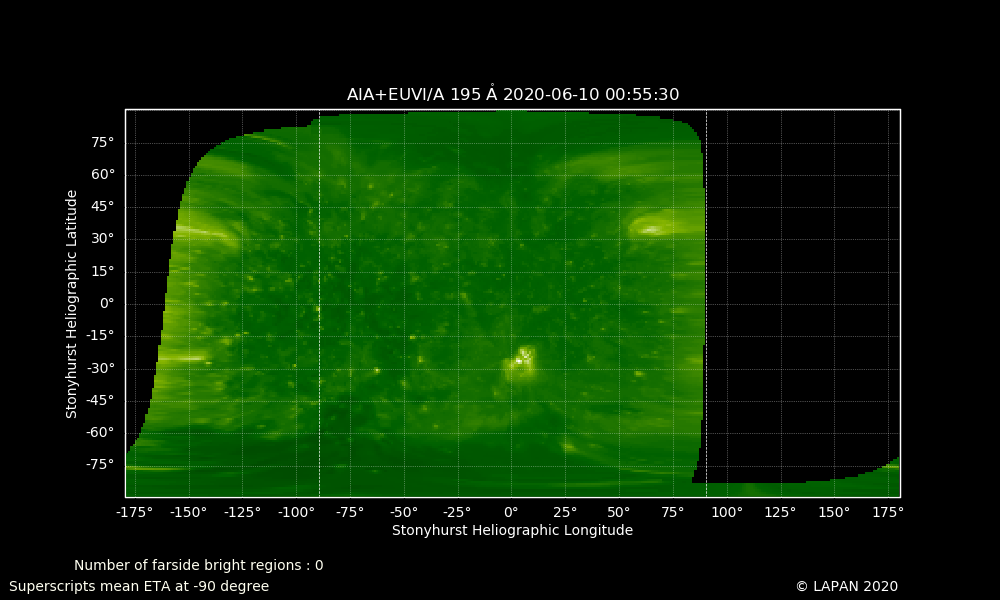 AIA+EUVI/A 195 Å 2020-06-10 00:55:30
75°
60°
45°
30°
15°
0°
-15°
-30°
-45°
-60°
-75°
Stonyhurst Heliographic Latitude
-175° -150° -125° -100° -75° -50° -25° 0° 25° 50° 75° 100° 125° 150° 175°
Stonyhurst Heliographic Longitude
Number of farside bright regions : 0
Superscripts mean ETA at -90 degree
© LAPAN 2020